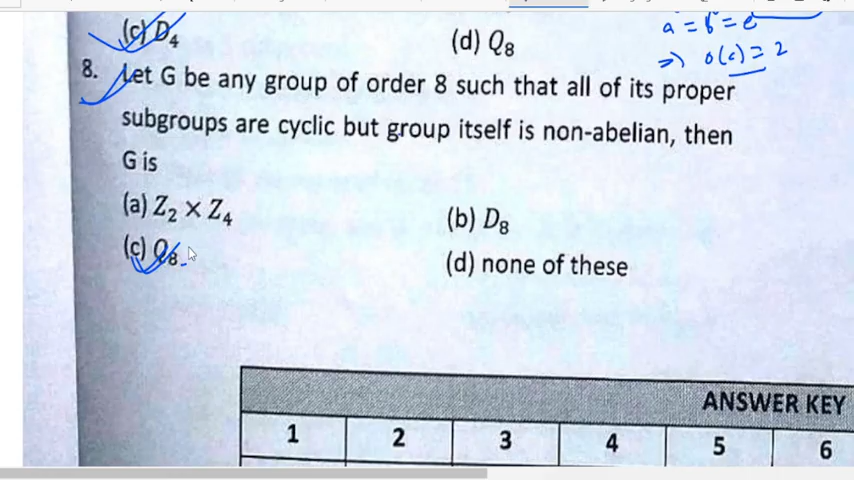 (c) D₄
(d) Q₈
a = b = e
⇒ o(c) = 2
8. Let G be any group of order 8 such that all of its proper
subgroups are cyclic but group itself is non-abelian, then
G is
(a) Z₂ × Z₄
(b) D₈
(c) Q₈
(d) none of these
ANSWER KEY
1 2 3 4 5 6